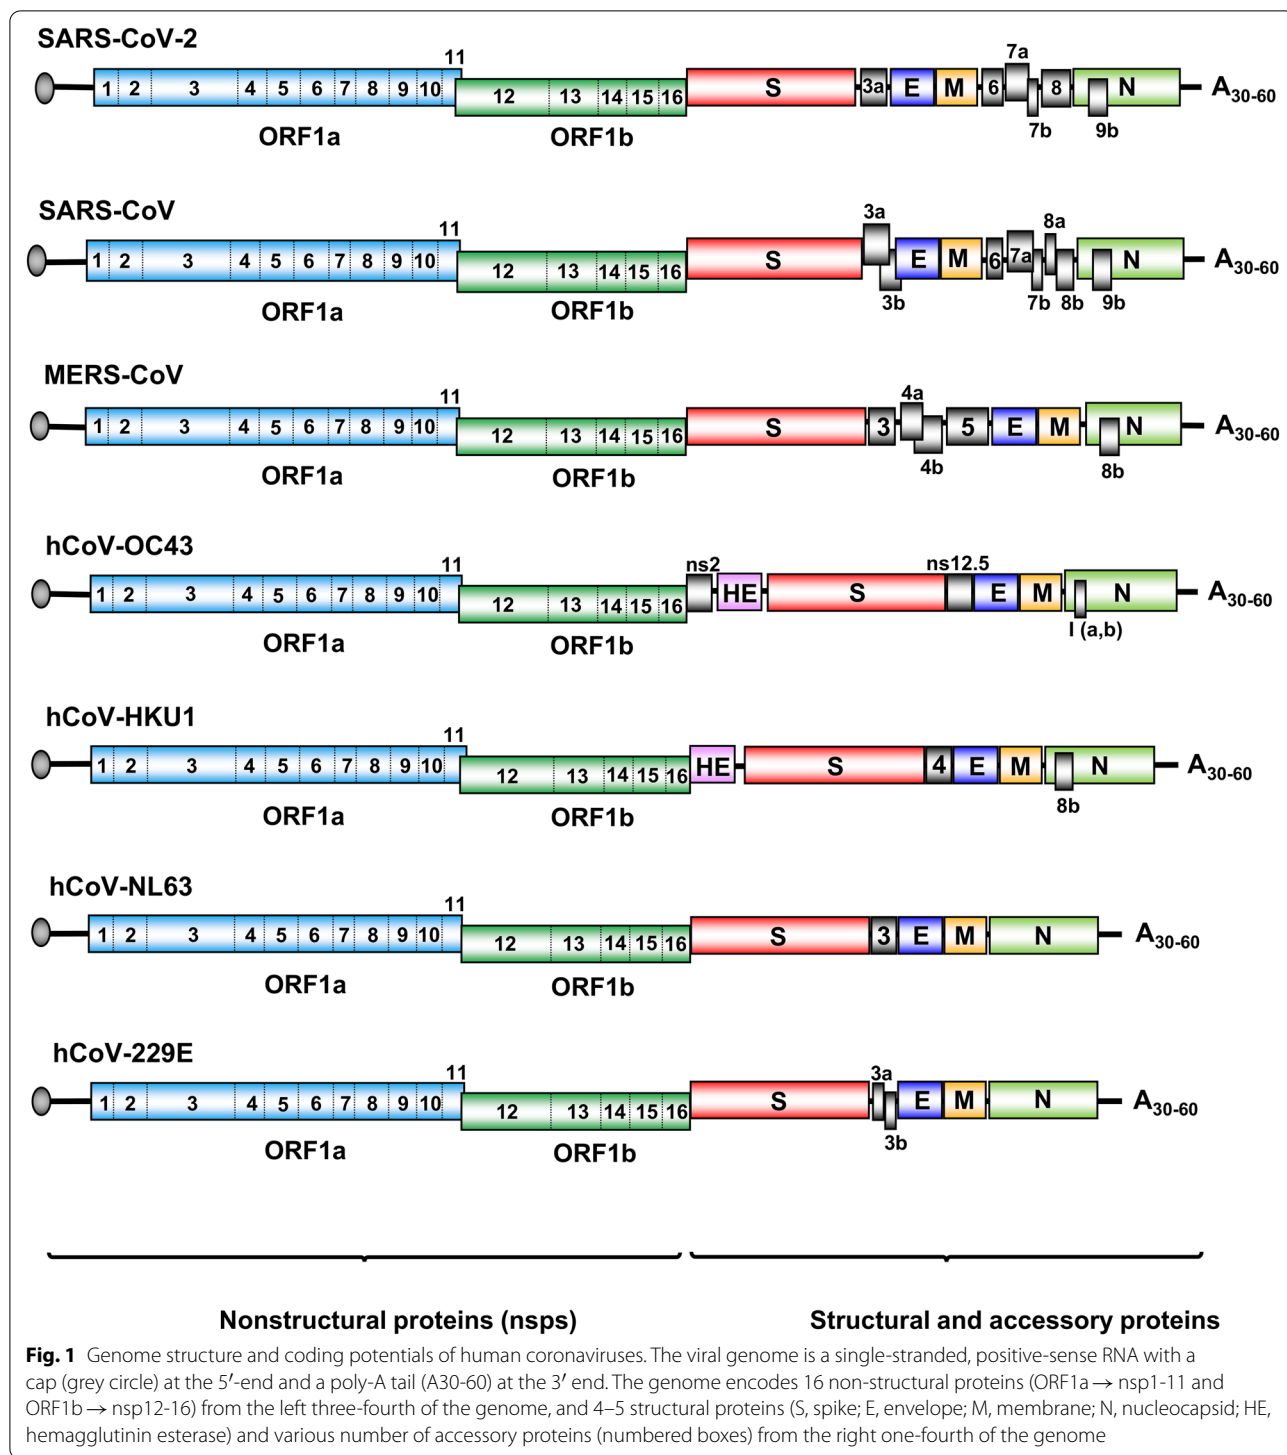 SARS-CoV-2
11
7a
1 2 3 4 5 6 7 8 9 10 12 13 14 15 16 S 3a E M 6 8 N A30-60
ORF1a ORF1b 7b 9b
SARS-CoV
11 3a 8a
1 2 3 4 5 6 7 8 9 10 12 13 14 15 16 S E M 6 7a N A30-60
ORF1a ORF1b 3b 7b 8b 9b
MERS-CoV
11 4a
1 2 3 4 5 6 7 8 9 10 12 13 14 15 16 S 3 5 E M N A30-60
ORF1a ORF1b 4b 8b
hCoV-OC43
11 ns2 ns12.5
1 2 3 4 5 6 7 8 9 10 12 13 14 15 16 HE S E M N A30-60
ORF1a ORF1b I (a,b)
hCoV-HKU1
11
1 2 3 4 5 6 7 8 9 10 12 13 14 15 16 HE S 4 E M N A30-60
ORF1a ORF1b 8b
hCoV-NL63
11
1 2 3 4 5 6 7 8 9 10 12 13 14 15 16 S 3 E M N A30-60
ORF1a ORF1b
hCoV-229E
11 3a
1 2 3 4 5 6 7 8 9 10 12 13 14 15 16 S E M N A30-60
ORF1a ORF1b 3b
Nonstructural proteins (nsps) Structural and accessory proteins
Fig. 1 Genome structure and coding potentials of human coronaviruses. The viral genome is a single-stranded, positive-sense RNA with a
cap (grey circle) at the 5′-end and a poly-A tail (A30-60) at the 3′ end. The genome encodes 16 non-structural proteins (ORF1a → nsp1-11 and
ORF1b → nsp12-16) from the left three-fourth of the genome, and 4–5 structural proteins (S, spike; E, envelope; M, membrane; N, nucleocapsid; HE,
hemagglutinin esterase) and various number of accessory proteins (numbered boxes) from the right one-fourth of the genome